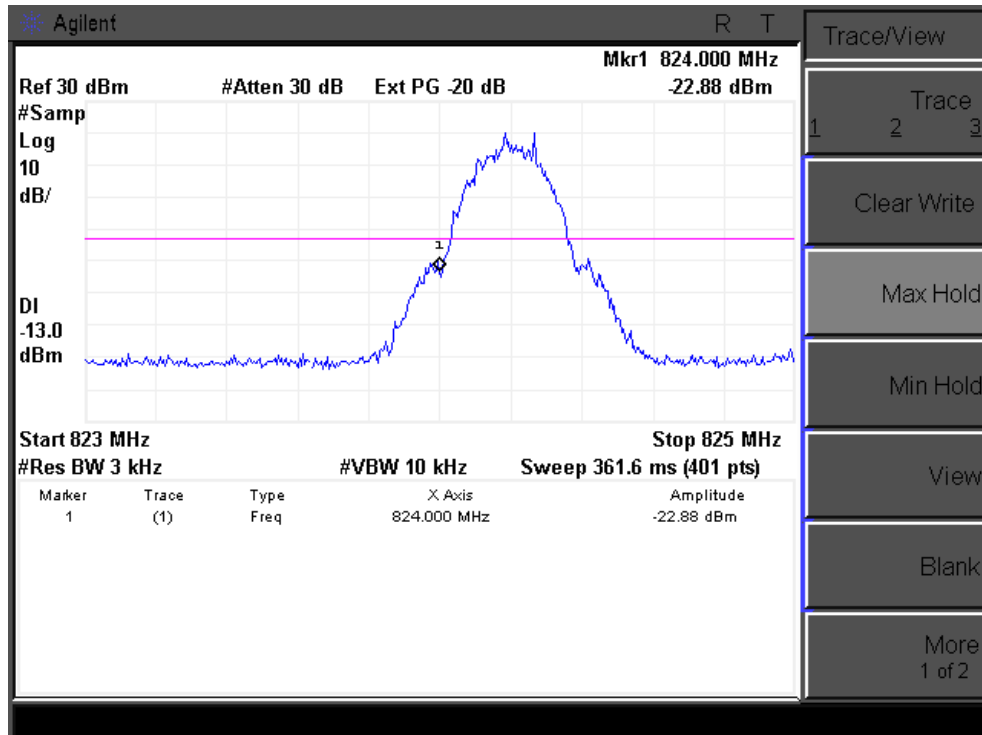 Agilent R T
Trace/View
Mkr1 824.000 MHz
Ref 30 dBm #Atten 30 dB Ext PG -20 dB -22.88 dBm
#Samp
Log
10
dB/
1
DI
-13.0
dBm
Start 823 MHz Stop 825 MHz
#Res BW 3 kHz #VBW 10 kHz Sweep 361.6 ms (401 pts)
Marker Trace Type X Axis Amplitude
1 (1) Freq 824.000 MHz -22.88 dBm
Trace
1 2 3
Clear Write
Max Hold
Min Hold
View
Blank
More
1 of 2